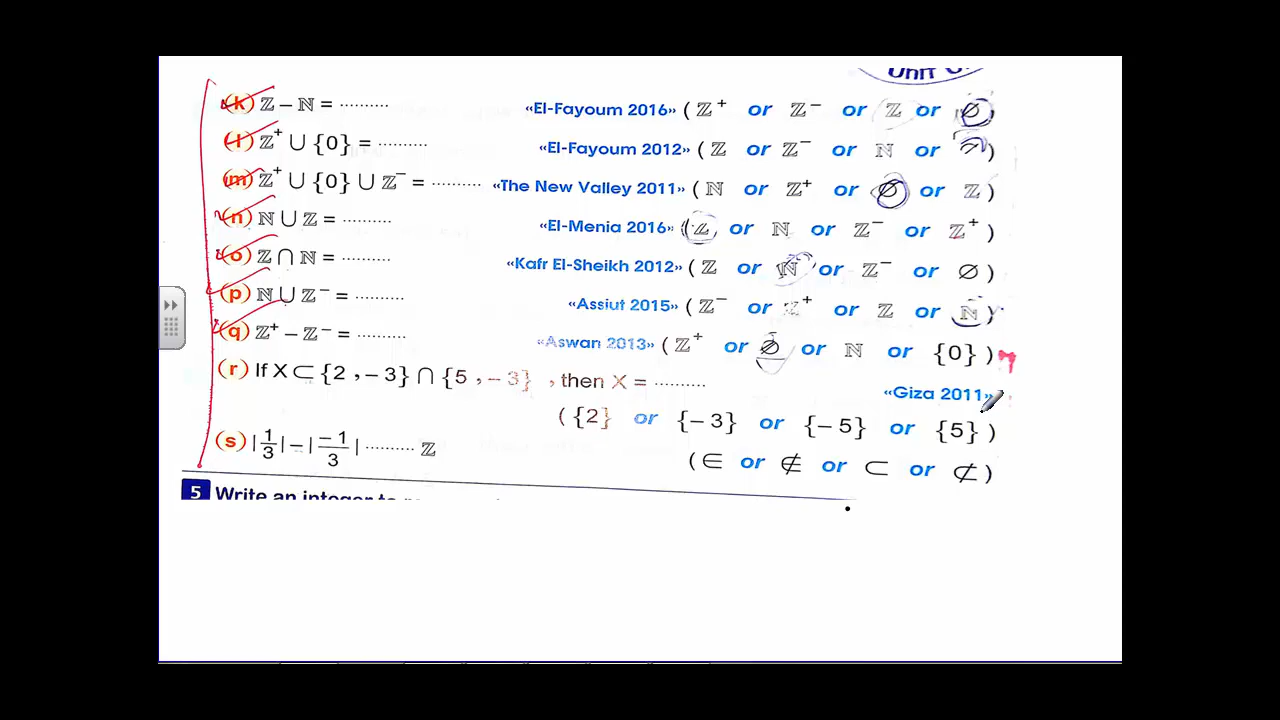 Unit
(k) ℤ − ℕ = .......... «El-Fayoum 2016» ( ℤ⁺ or ℤ⁻ or ℤ or ∅ )
(l) ℤ⁺ ∪ {0} = .......... «El-Fayoum 2012» ( ℤ or ℤ⁻ or ℕ or )
(m) ℤ⁺ ∪ {0} ∪ ℤ⁻ = .......... «The New Valley 2011» ( ℕ or ℤ⁺ or ∅ or ℤ )
(n) ℕ ∪ ℤ = .......... «El-Menia 2016» ( ℤ or ℕ or ℤ⁻ or ℤ⁺ )
(o) ℤ ∩ ℕ = .......... «Kafr El-Sheikh 2012» ( ℤ or ℕ or ℤ⁻ or ∅ )
(p) ℕ ∪ ℤ⁻ = .......... «Assiut 2015» ( ℤ⁻ or ℤ⁺ or ℤ or ℕ )
(q) ℤ⁺ − ℤ⁻ = .......... «Aswan 2013» ( ℤ⁺ or ∅ or ℕ or {0} )
(r) If X ⊂ {2 , − 3} ∩ {5 , − 3} , then X = .......... «Giza 2011»
( {2} or {− 3} or {− 5} or {5} )
(s) |1/3| − |−1/3| .......... ℤ ( ∈ or ∉ or ⊂ or ⊄ )
5 Write an integer to